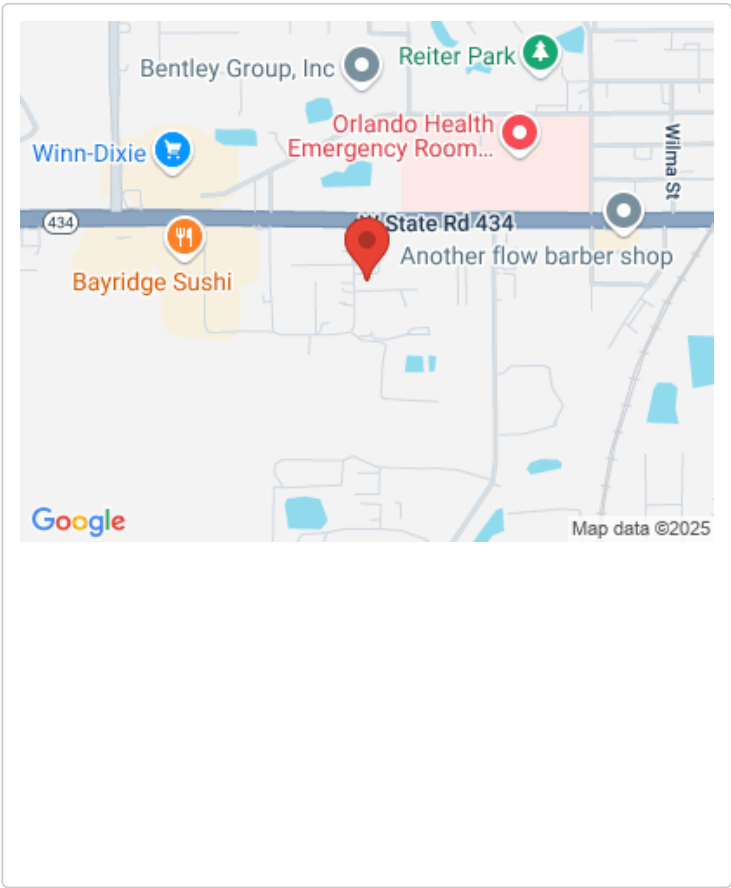 Reiter Park
Bentley Group, Inc
Orlando Health
Emergency Room...
Winn-Dixie
Wilma St
434
W State Rd 434
Another flow barber shop
Bayridge Sushi
Google
Map data ©2025